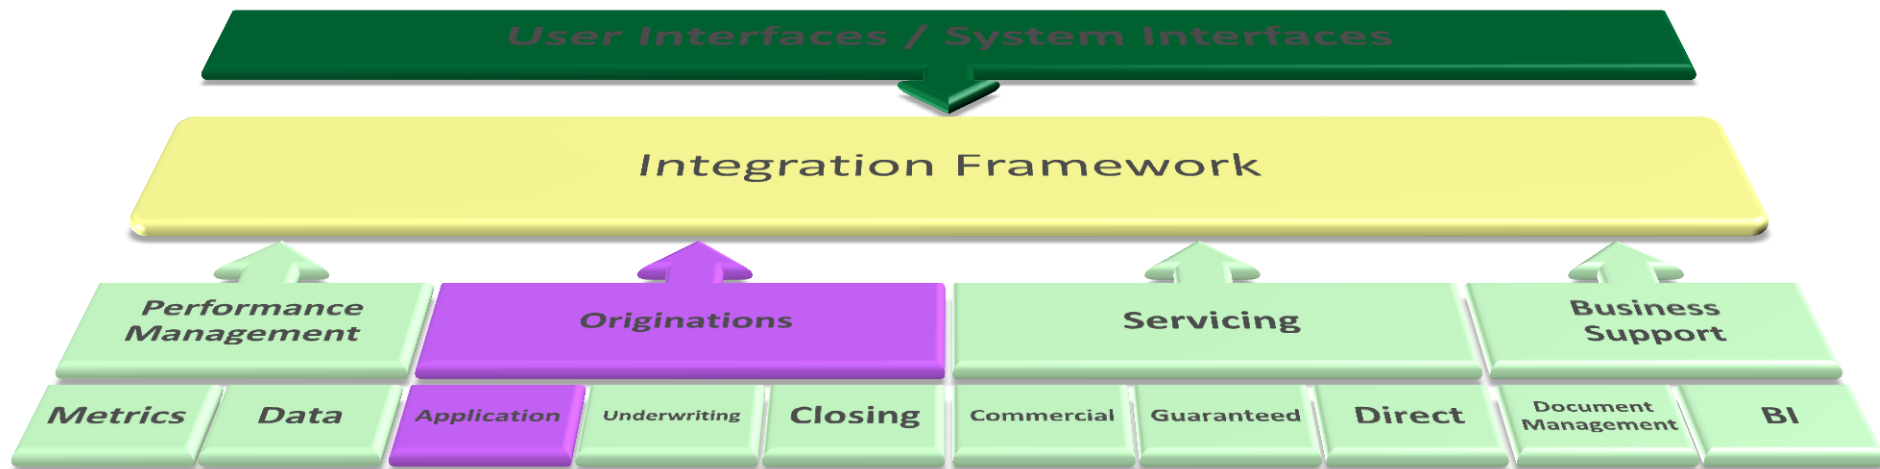 User Interfaces / System Interfaces
Integration Framework
Performance
Management
Originations
Servicing
Business
Support
Metrics
Data
Application
Underwriting
Closing
Commercial
Guaranteed
Direct
Document
Management
BI